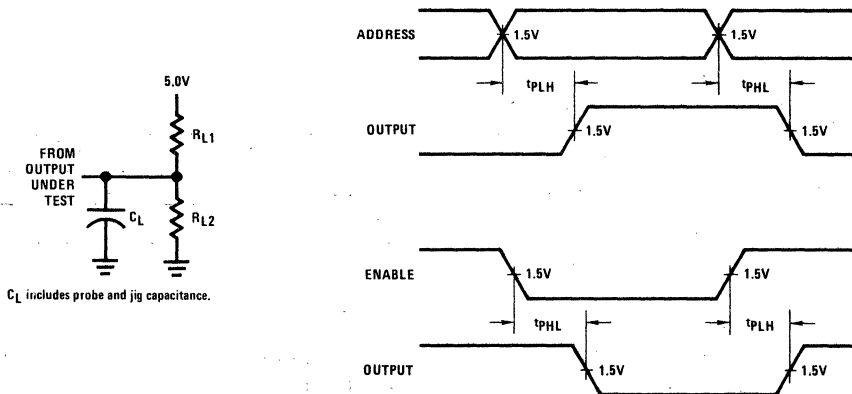 5.0V
RL1
FROM
OUTPUT
UNDER
TEST
CL
RL2
CL includes probe and jig capacitance.
ADDRESS
1.5V
1.5V
tPLH
tPHL
OUTPUT
1.5V
1.5V
ENABLE
1.5V
1.5V
tPHL
tPLH
OUTPUT
1.5V
1.5V